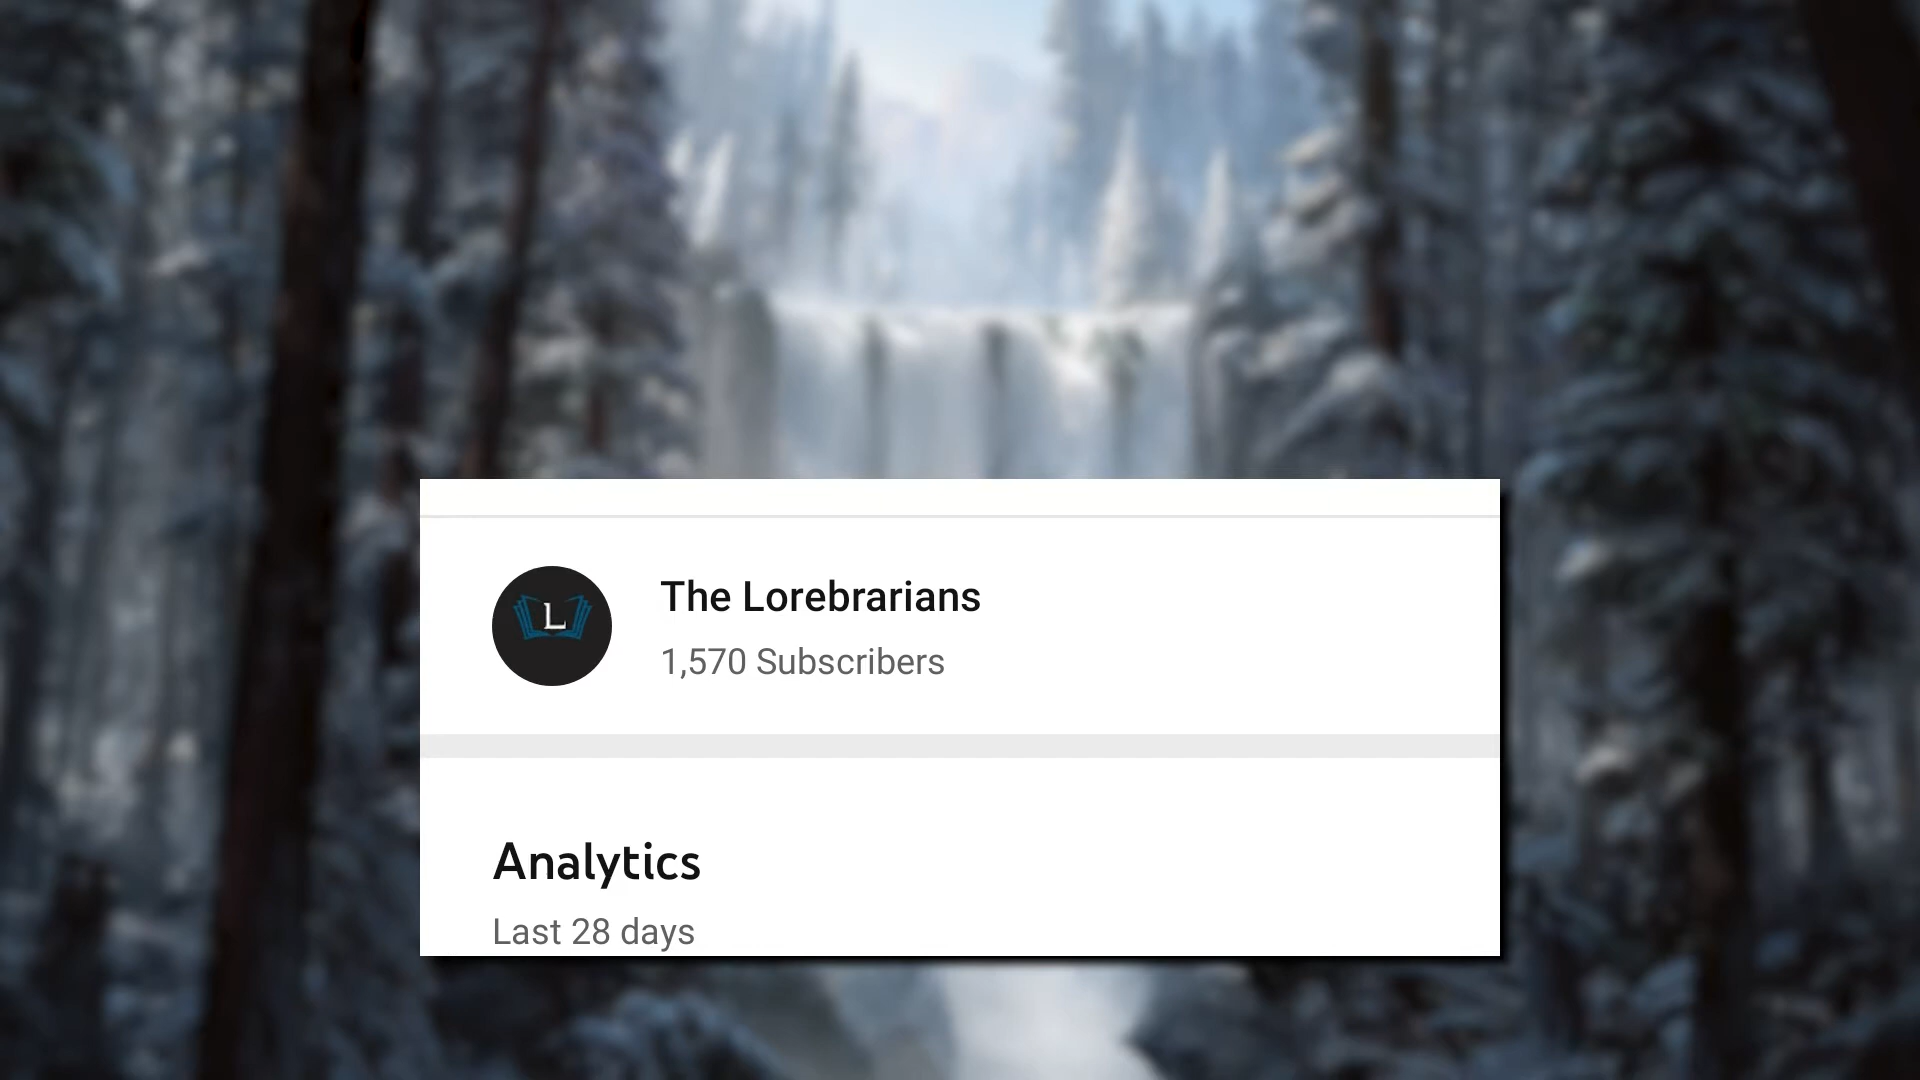 L
The Lorebrarians
1,570 Subscribers
Analytics
Last 28 days